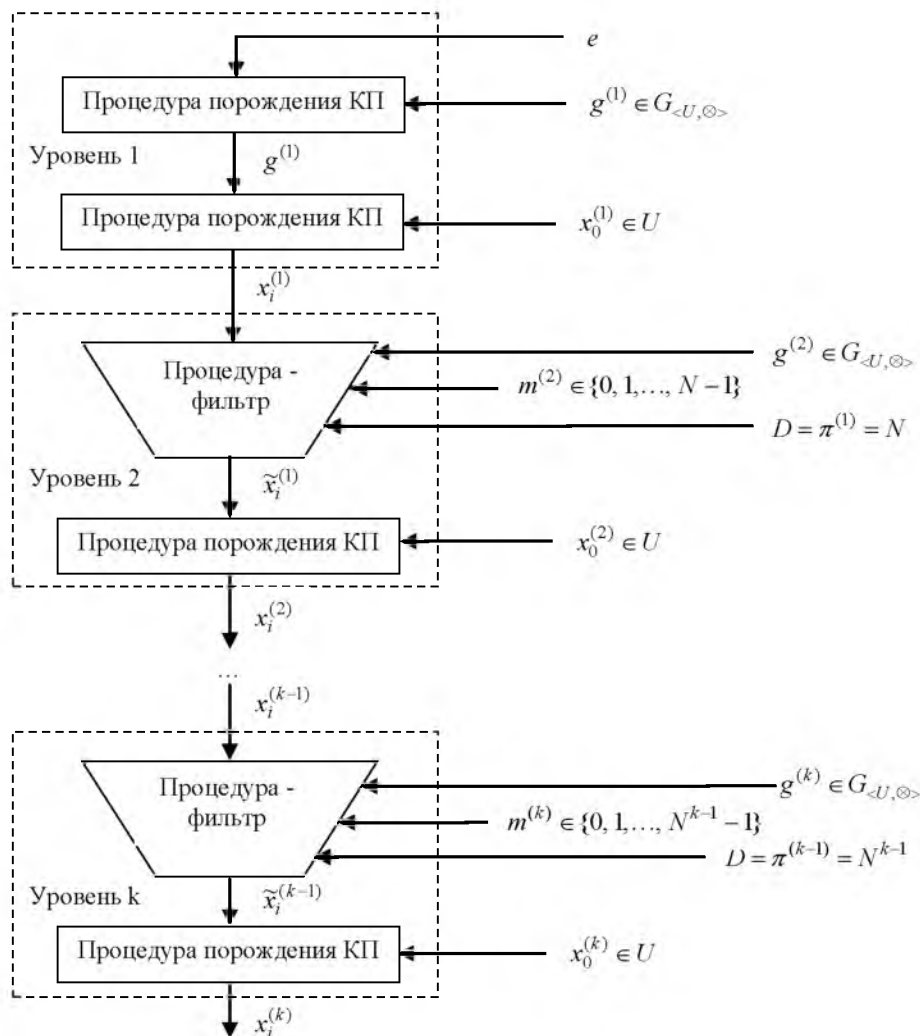 e
Процедура порождения КП
g^{(1)} ∈ G_{<U,⊗>}
Уровень 1
g^{(1)}
Процедура порождения КП
x_0^{(1)} ∈ U
x_i^{(1)}
Процедура -
фильтр
g^{(2)} ∈ G_{<U,⊗>}
m^{(2)} ∈ {0, 1,..., N −1}
D = π^{(1)} = N
Уровень 2
x̃_i^{(1)}
Процедура порождения КП
x_0^{(2)} ∈ U
x_i^{(2)}
...
x_i^{(k−1)}
Процедура -
фильтр
g^{(k)} ∈ G_{<U,⊗>}
m^{(k)} ∈ {0, 1,..., N^{k−1} −1}
D = π^{(k−1)} = N^{k−1}
Уровень k
x̃_i^{(k−1)}
Процедура порождения КП
x_0^{(k)} ∈ U
x_i^{(k)}